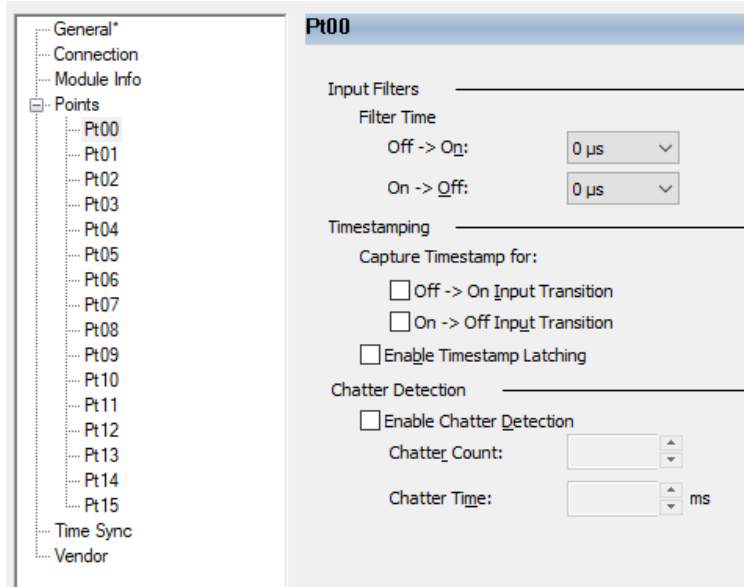 General*
Connection
Module Info
Points
Pt00
Pt01
Pt02
Pt03
Pt04
Pt05
Pt06
Pt07
Pt08
Pt09
Pt10
Pt11
Pt12
Pt13
Pt14
Pt15
Time Sync
Vendor
Pt00
Input Filters
Filter Time
Off -> On: 0 µs
On -> Off: 0 µs
Timestamping
Capture Timestamp for:
Off -> On Input Transition
On -> Off Input Transition
Enable Timestamp Latching
Chatter Detection
Enable Chatter Detection
Chatter Count:
Chatter Time: ms